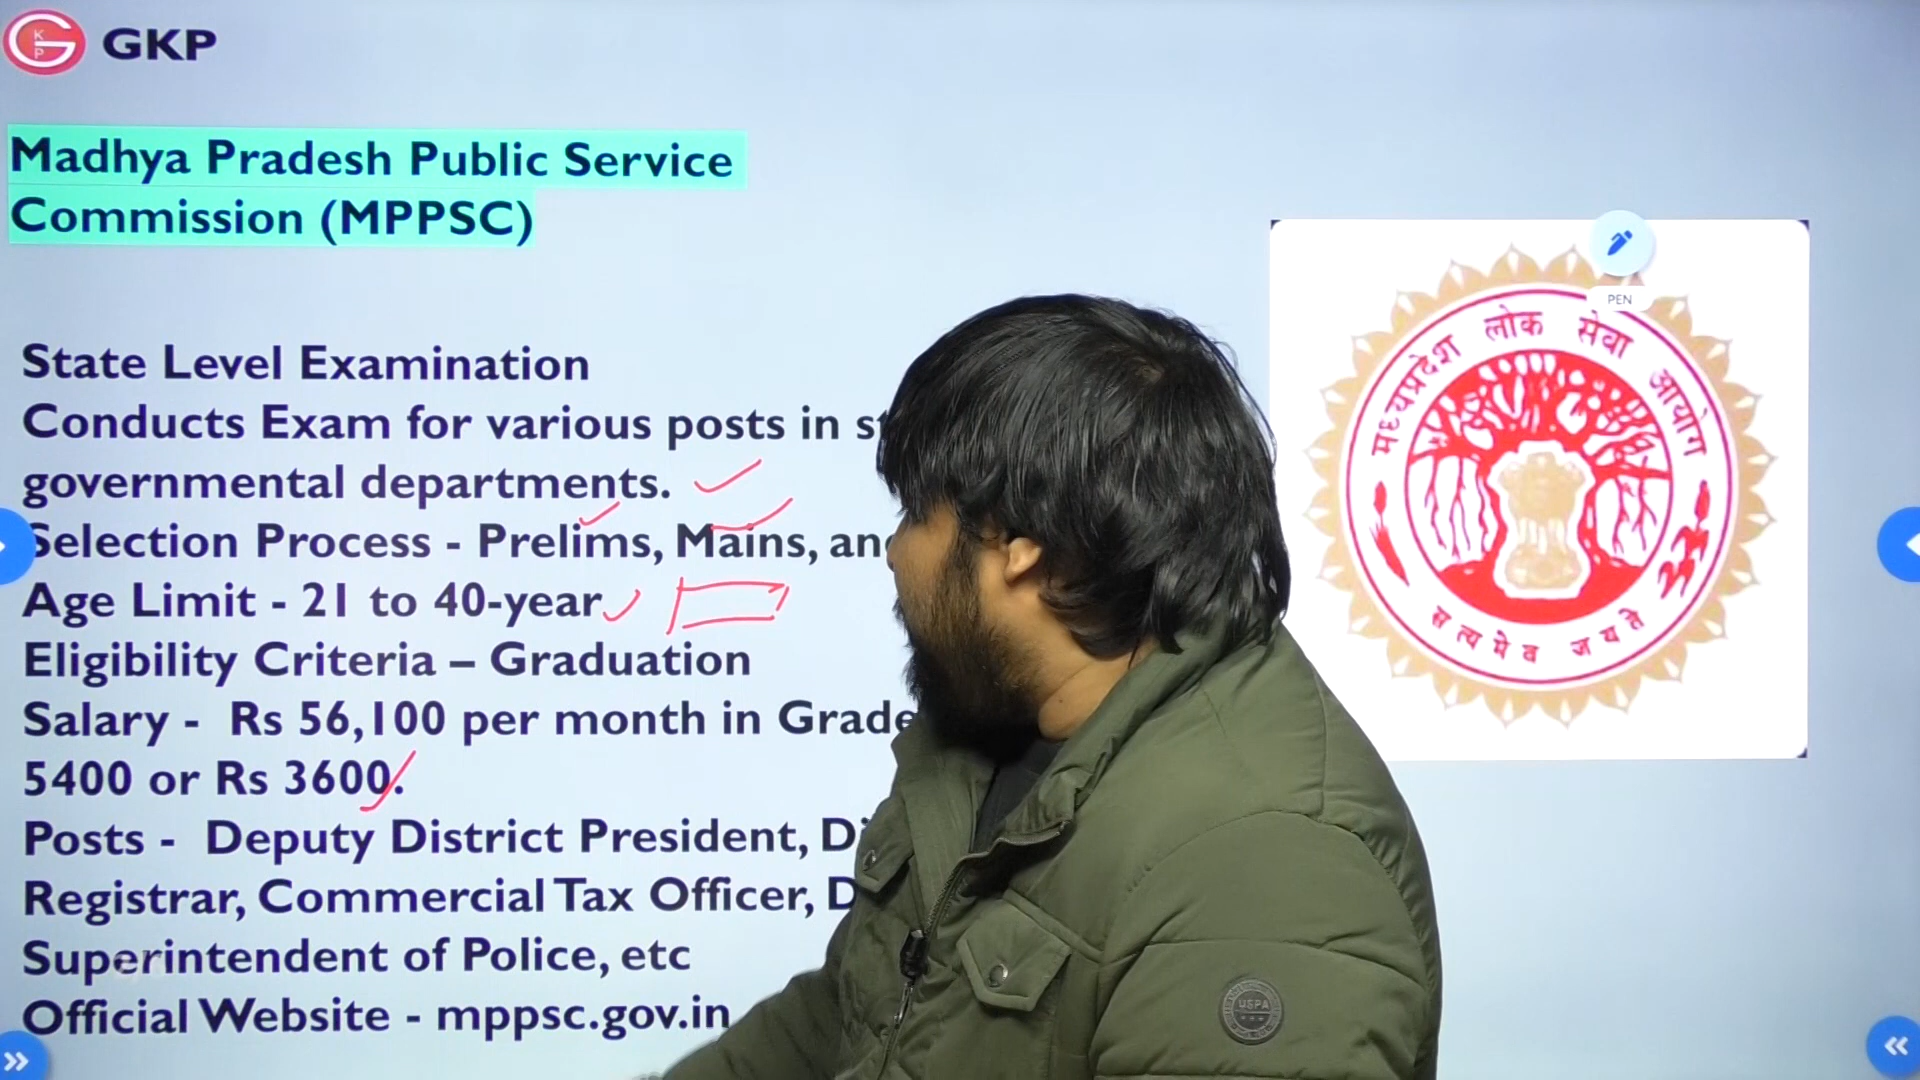 GKP
Madhya Pradesh Public Service
Commission (MPPSC)
State Level Examination
Conducts Exam for various posts in
governmental departments.
Selection Process - Prelims, Mains,
Age Limit - 21 to 40-year
Eligibility Criteria – Graduation
Salary - Rs 56,100 per month in Grade
5400 or Rs 3600.
Posts - Deputy District President,
Registrar, Commercial Tax Officer,
Superintendent of Police, etc
Official Website - mppsc.gov.in
PEN
मध्यप्रदेश लोक सेवा आयोग
सत्यमेव जयते
USPA